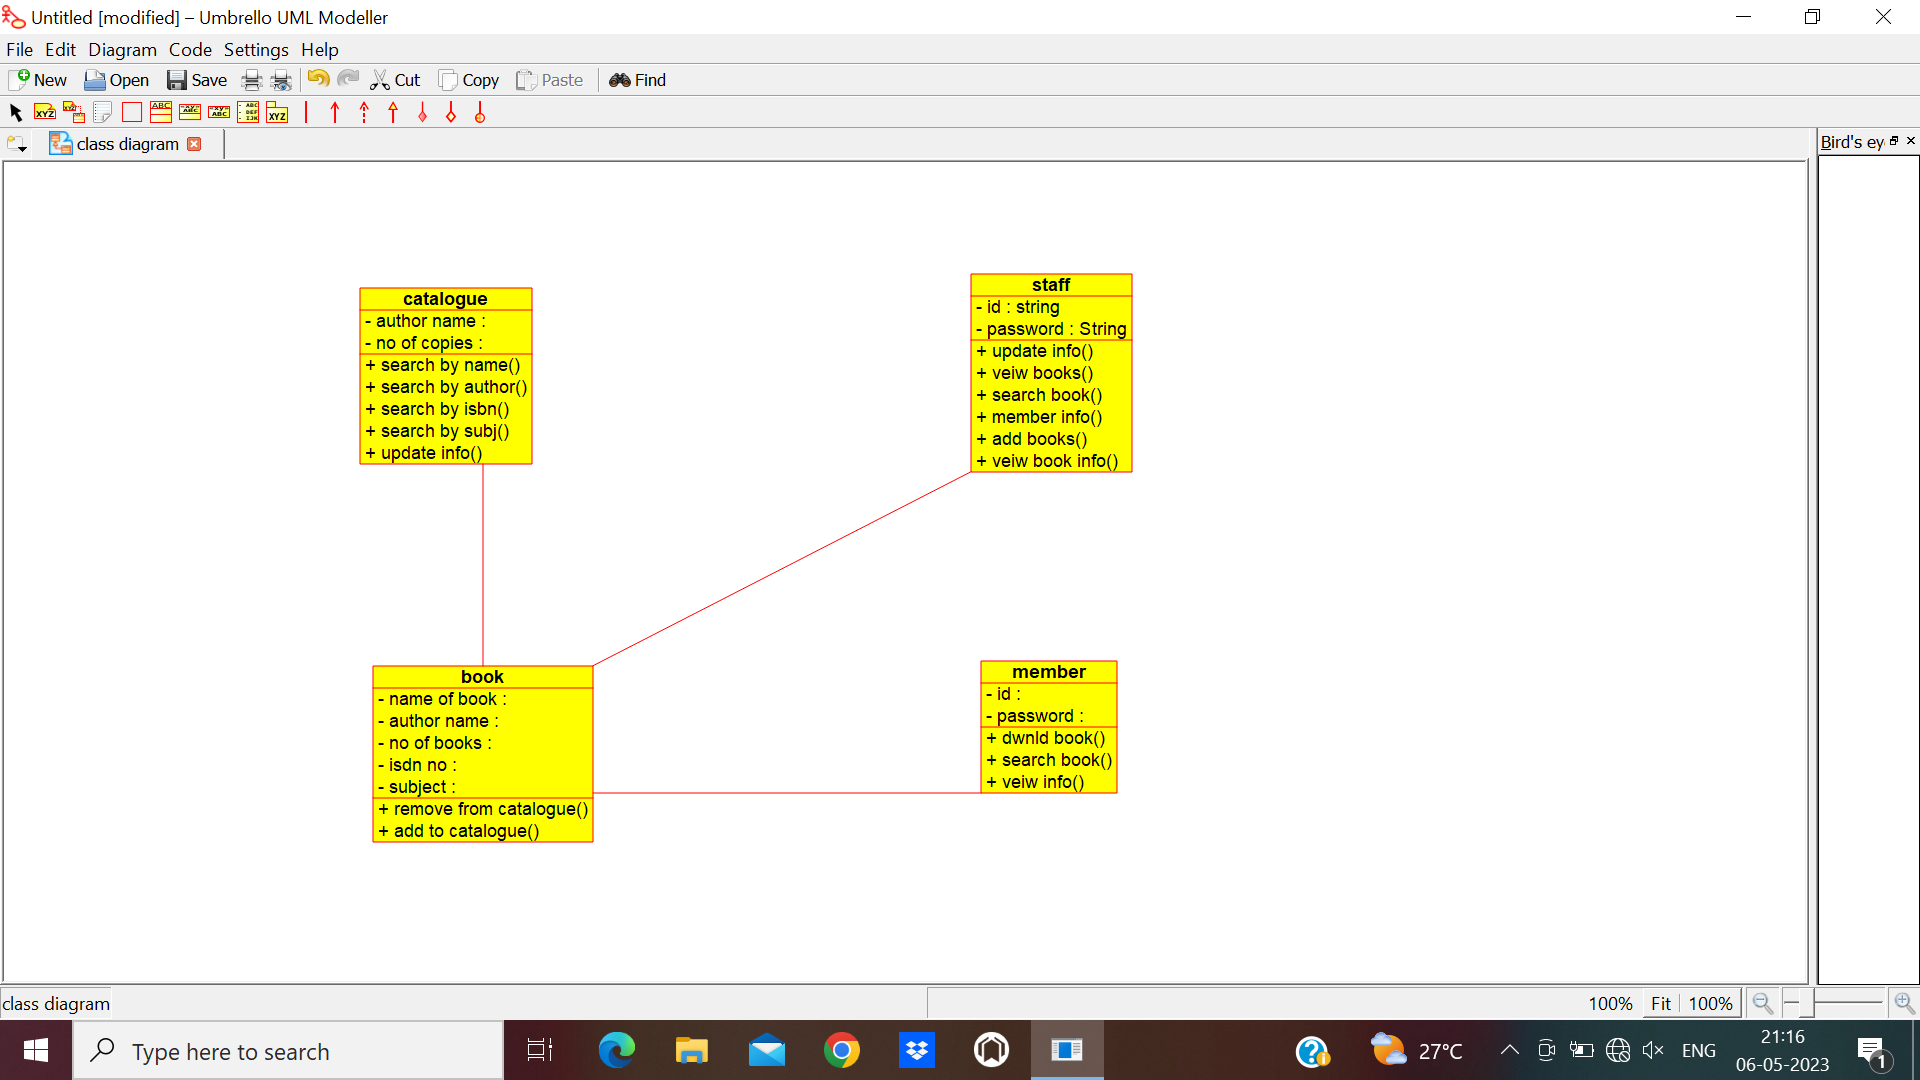 Untitled [modified] – Umbrello UML Modeller
File Edit Diagram Code Settings Help
New Open Save Cut Copy Paste Find
class diagram
Bird's ey
catalogue
- author name :
- no of copies :
+ search by name()
+ search by author()
+ search by isbn()
+ search by subj()
+ update info()
staff
- id : string
- password : String
+ update info()
+ veiw books()
+ search book()
+ member info()
+ add books()
+ veiw book info()
book
- name of book :
- author name :
- no of books :
- isdn no :
- subject :
+ remove from catalogue()
+ add to catalogue()
member
- id :
- password :
+ dwnld book()
+ search book()
+ veiw info()
class diagram
100% Fit 100%
Type here to search
27°C
ENG
21:16
06-05-2023
1